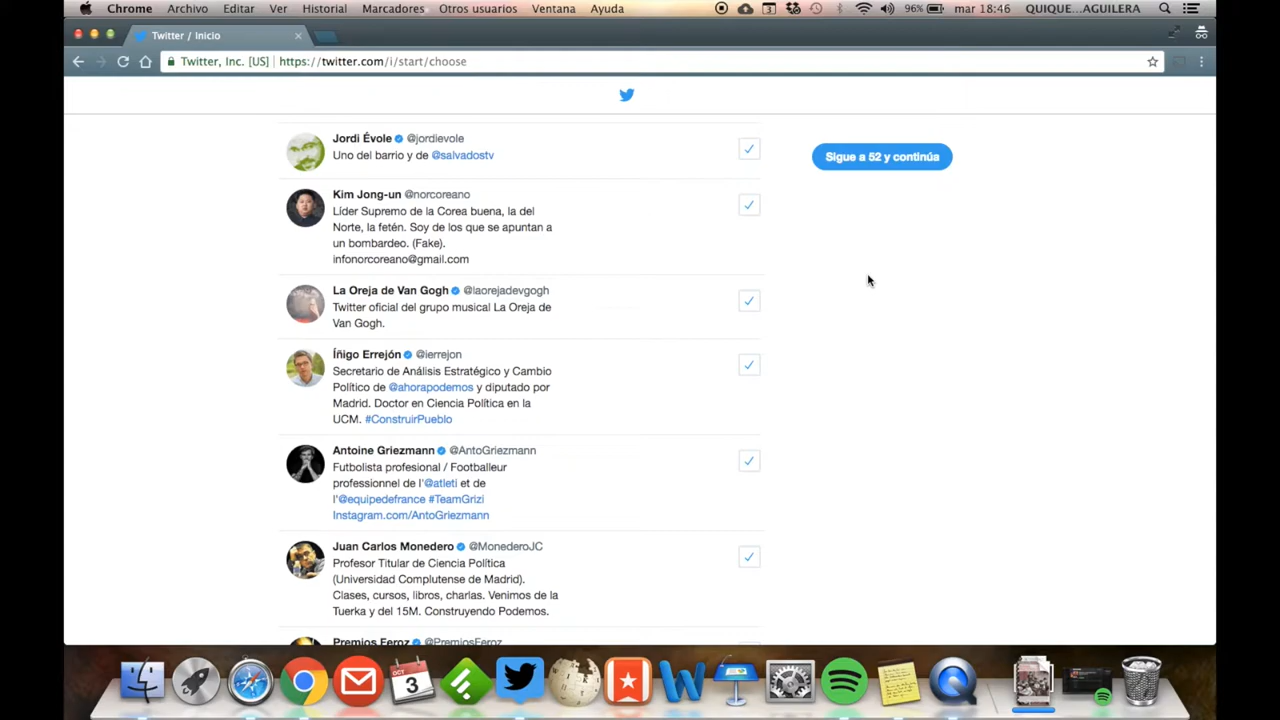 Chrome Archivo Editar Ver Historial Marcadores Otros usuarios Ventana Ayuda 3 96% mar 18:46 QUIQUE...AGUILERA
Twitter / Inicio
Twitter, Inc. [US] https://twitter.com/i/start/choose
Jordi Évole @jordievole
Uno del barrio y de @salvadostv
Sigue a 52 y continúa
Kim Jong-un @norcoreano
Líder Supremo de la Corea buena, la del
Norte, la fetén. Soy de los que se apuntan a
un bombardeo. (Fake).
infonorcoreano@gmail.com
La Oreja de Van Gogh @laorejadevgogh
Twitter oficial del grupo musical La Oreja de
Van Gogh.
Íñigo Errejón @ierrejon
Secretario de Análisis Estratégico y Cambio
Político de @ahorapodemos y diputado por
Madrid. Doctor en Ciencia Política en la
UCM. #ConstruirPueblo
Antoine Griezmann @AntoGriezmann
Futbolista profesional / Footballeur
professionnel de l'@atleti et de
l'@equipedefrance #TeamGrizi
Instagram.com/AntoGriezmann
Juan Carlos Monedero @MonederoJC
Profesor Titular de Ciencia Política
(Universidad Complutense de Madrid).
Clases, cursos, libros, charlas. Venimos de la
Tuerka y del 15M. Construyendo Podemos.
Premios Feroz @PremiosFeroz
OCT
3
W